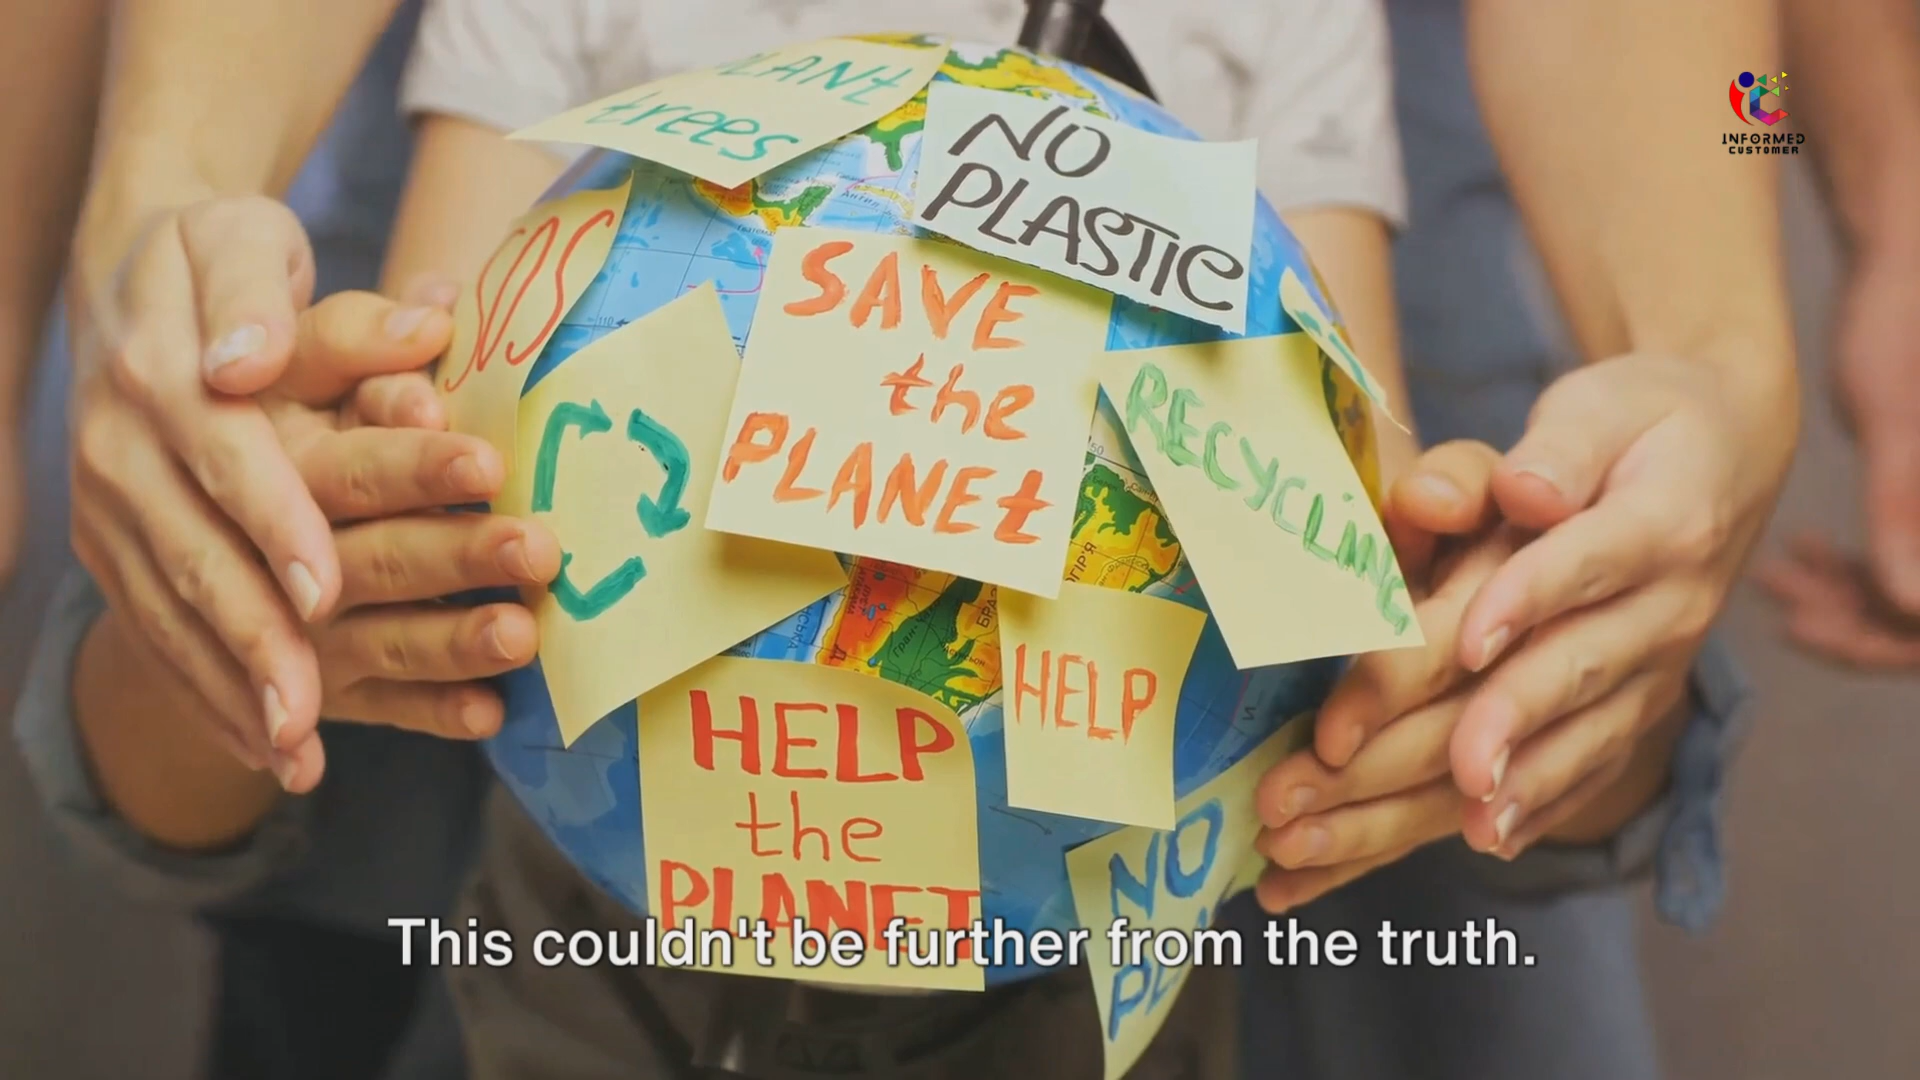 PLANT
trees
NO
PLASTIC
INFORMED
CUSTOMER
SOS
SAVE
the
PLANET
RECYCLING
HELP
HELP
the
PLANET
NO
This couldn't be further from the truth.